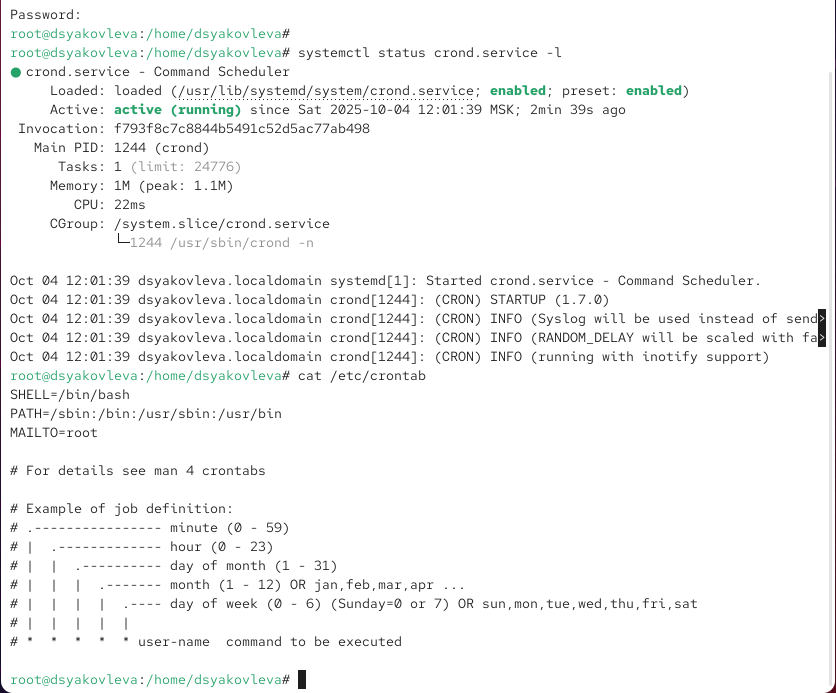 Password:
root@dsyakovleva:/home/dsyakovleva#
root@dsyakovleva:/home/dsyakovleva# systemctl status crond.service -l
● crond.service - Command Scheduler
     Loaded: loaded (/usr/lib/systemd/system/crond.service; enabled; preset: enabled)
     Active: active (running) since Sat 2025-10-04 12:01:39 MSK; 2min 39s ago
 Invocation: f793f8c7c8844b5491c52d5ac77ab498
   Main PID: 1244 (crond)
      Tasks: 1 (limit: 24776)
     Memory: 1M (peak: 1.1M)
        CPU: 22ms
     CGroup: /system.slice/crond.service
             └─1244 /usr/sbin/crond -n

Oct 04 12:01:39 dsyakovleva.localdomain systemd[1]: Started crond.service - Command Scheduler.
Oct 04 12:01:39 dsyakovleva.localdomain crond[1244]: (CRON) STARTUP (1.7.0)
Oct 04 12:01:39 dsyakovleva.localdomain crond[1244]: (CRON) INFO (Syslog will be used instead of send>
Oct 04 12:01:39 dsyakovleva.localdomain crond[1244]: (CRON) INFO (RANDOM_DELAY will be scaled with fa>
Oct 04 12:01:39 dsyakovleva.localdomain crond[1244]: (CRON) INFO (running with inotify support)
root@dsyakovleva:/home/dsyakovleva# cat /etc/crontab
SHELL=/bin/bash
PATH=/sbin:/bin:/usr/sbin:/usr/bin
MAILTO=root

# For details see man 4 crontabs

# Example of job definition:
# .---------------- minute (0 - 59)
# |  .------------- hour (0 - 23)
# |  |  .---------- day of month (1 - 31)
# |  |  |  .------- month (1 - 12) OR jan,feb,mar,apr ...
# |  |  |  |  .---- day of week (0 - 6) (Sunday=0 or 7) OR sun,mon,tue,wed,thu,fri,sat
# |  |  |  |  |
# *  *  *  *  * user-name  command to be executed

root@dsyakovleva:/home/dsyakovleva#